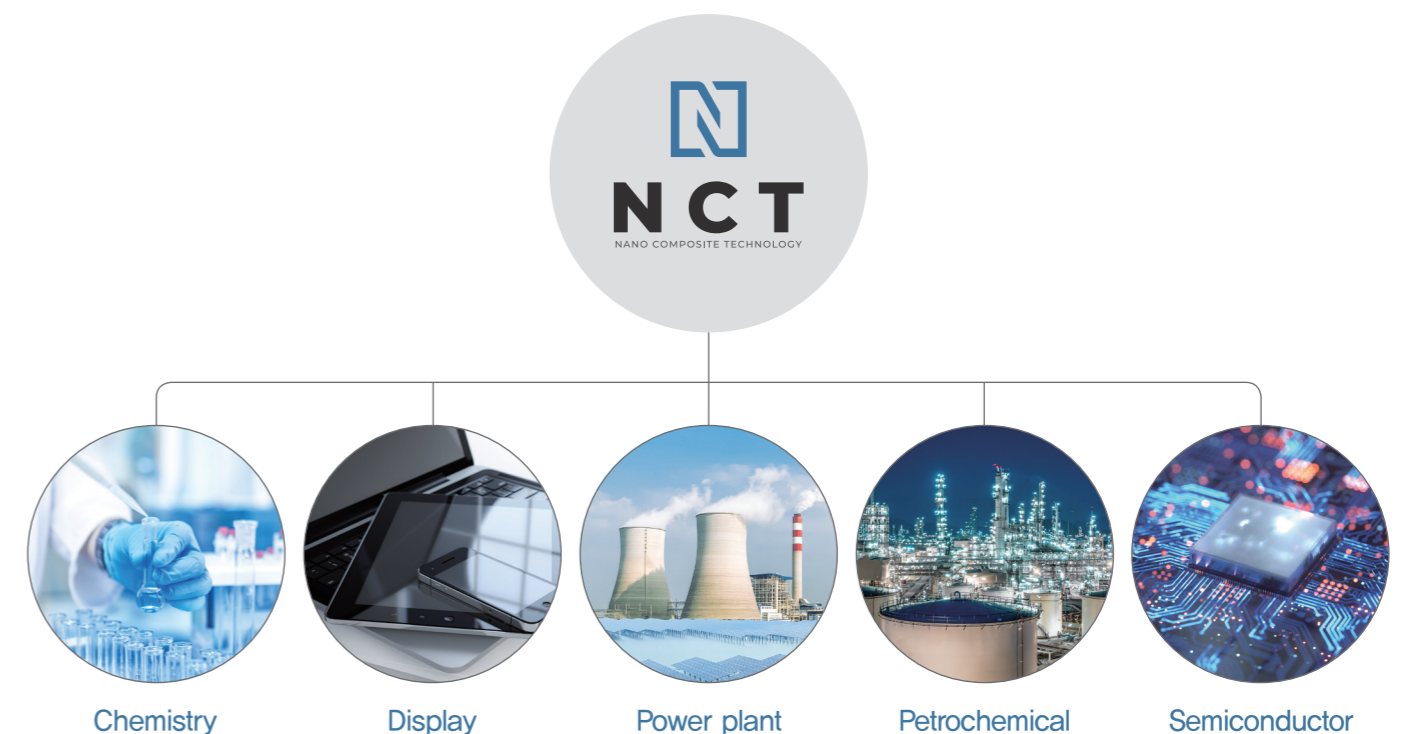 NCT
NANO COMPOSITE TECHNOLOGY
Chemistry
Display
Power plant
Petrochemical
Semiconductor